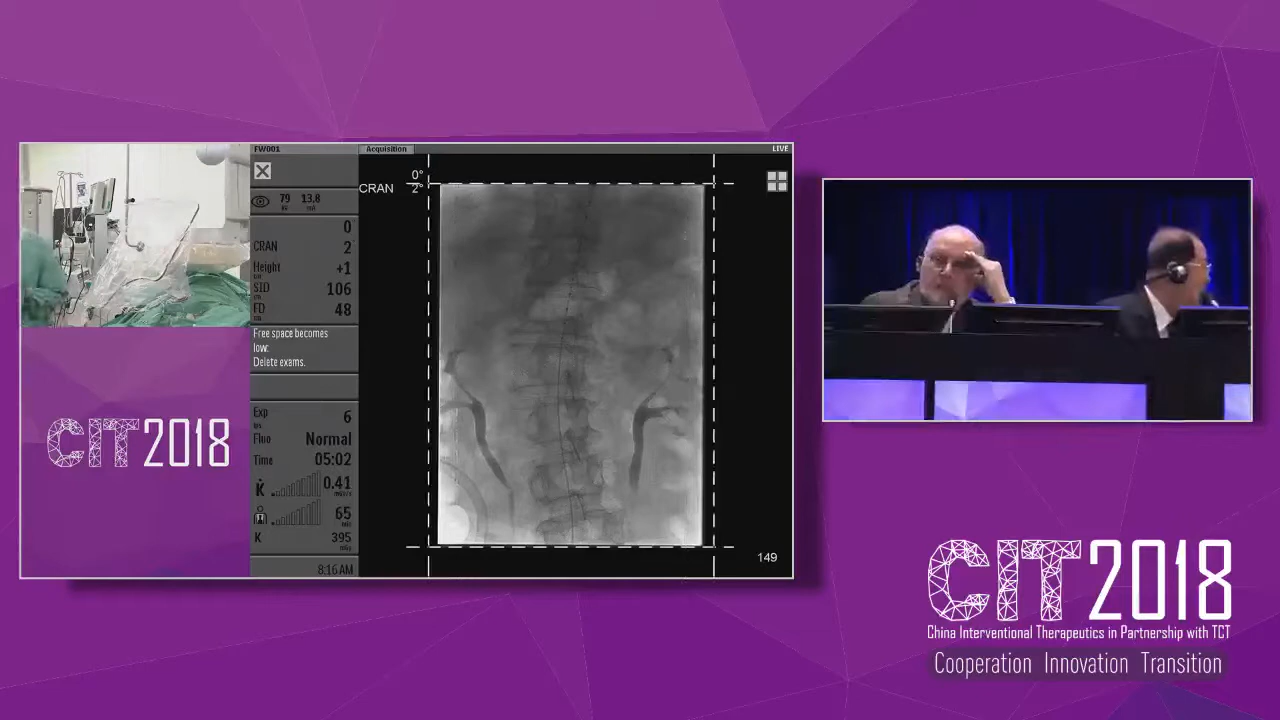 FW001
Acquisition
LIVE
0°
CRAN 2°
79 13.8
0
CRAN 2
Height +1
SID 106
FD 48
Free space becomes
low:
Delete exams.
Exp 6
Fluo Normal
Time 05:02
K 0.41
65
K 395
8:16AM
149
CIT2018
CIT2018
China Interventional Therapeutics in Partnership with TCT
Cooperation Innovation Transition